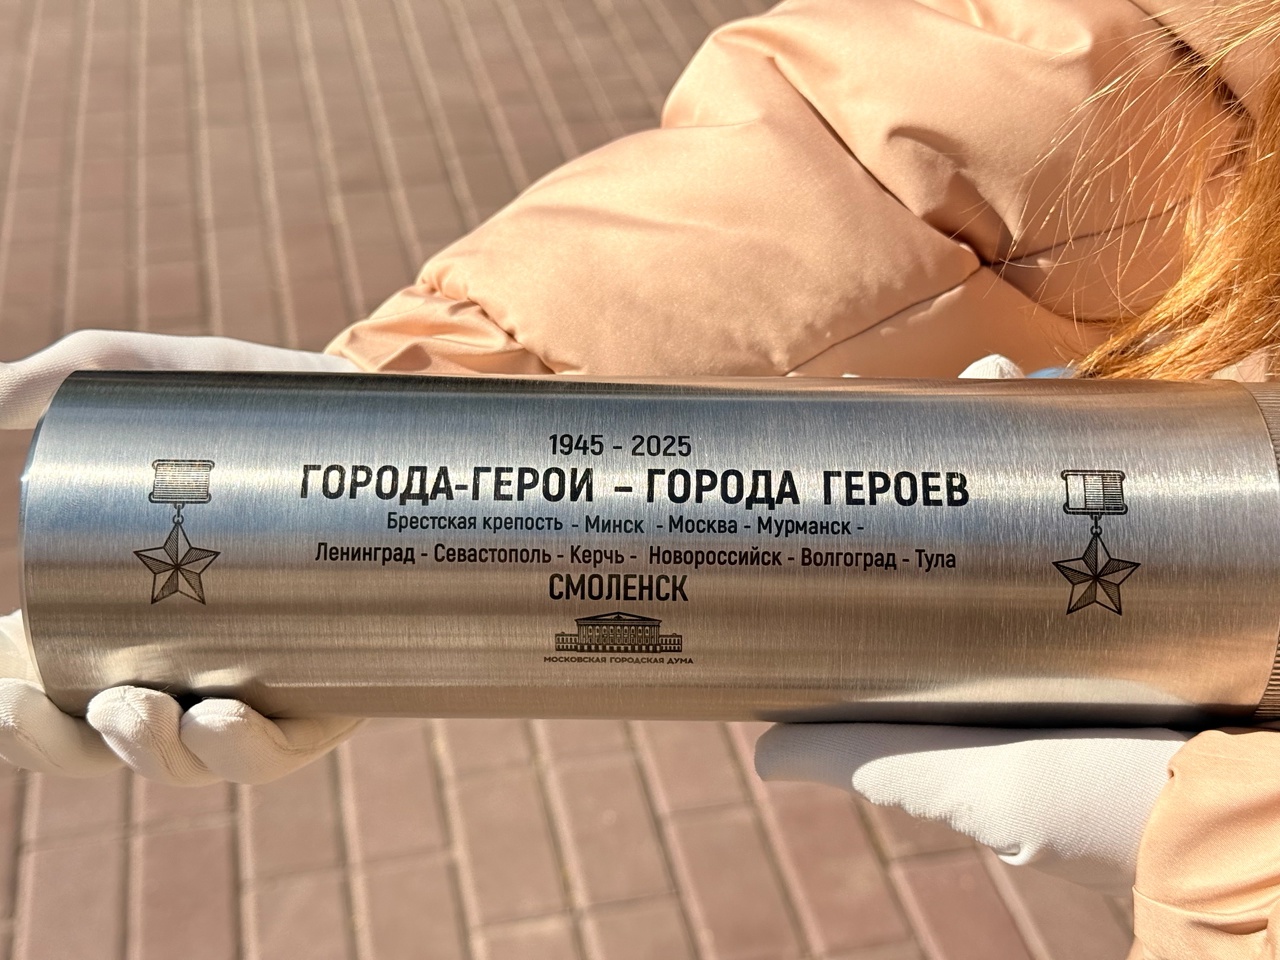 1945 - 2025
ГОРОДА-ГЕРОИ – ГОРОДА ГЕРОЕВ
Брестская крепость - Минск - Москва - Мурманск -
Ленинград - Севастополь - Керчь - Новороссийск - Волгоград - Тула
СМОЛЕНСК
МОСКОВСКАЯ ГОРОДСКАЯ ДУМА